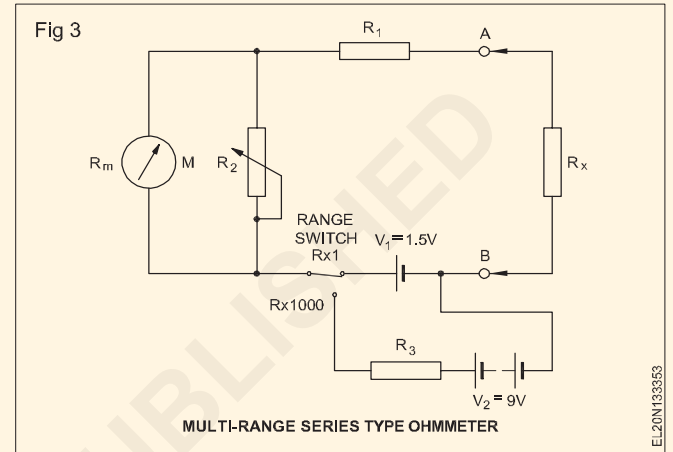 Fig 3
R1
A
Rm
M
R2
Rx
RANGE
SWITCH
Rx1
V1=1.5V
B
Rx1000
R3
V2 = 9V
MULTI-RANGE SERIES TYPE OHMMETER
EL20N133353
UBLISHED